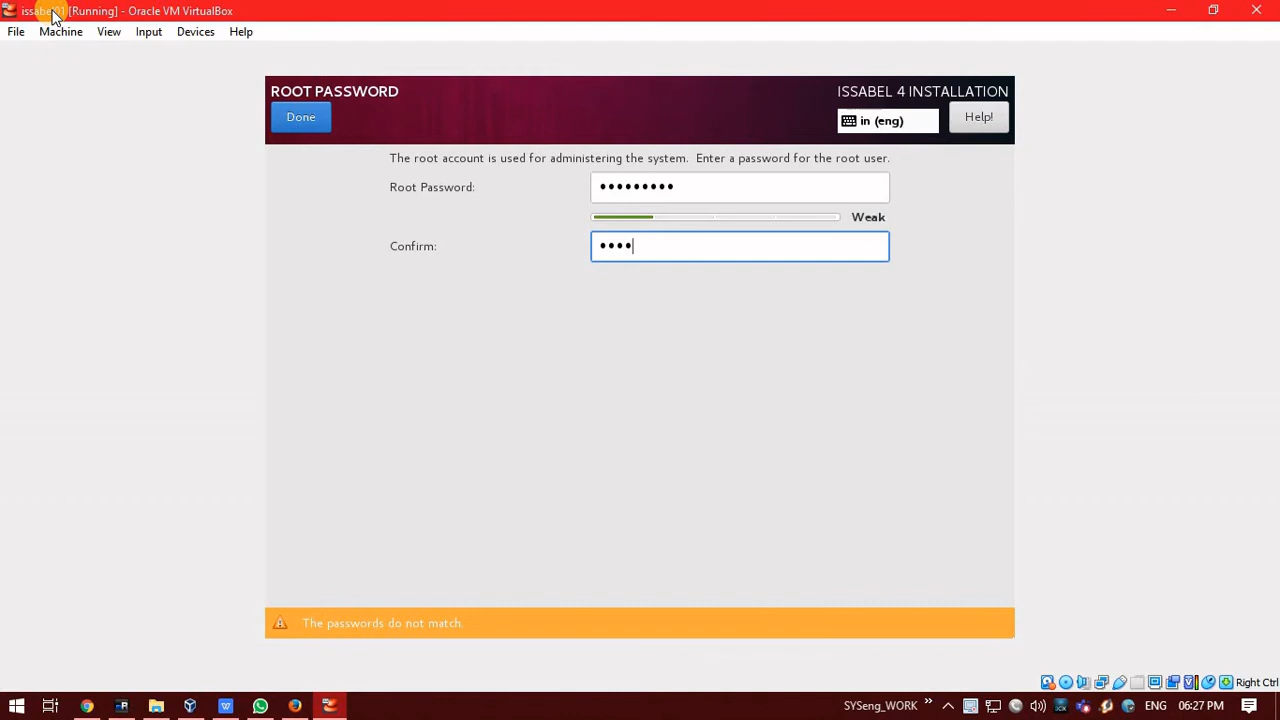 [Running] - Oracle VM VirtualBox
File Machine View Input Devices Help
ROOT PASSWORD
ISSABEL 4 INSTALLATION
Done
in (eng)
Help!
The root account is used for administering the system. Enter a password for the root user.
Root Password: •••••••••
Weak
Confirm: ••••
The passwords do not match.
Right Ctrl
SYSeng_WORK » ENG 06:27 PM